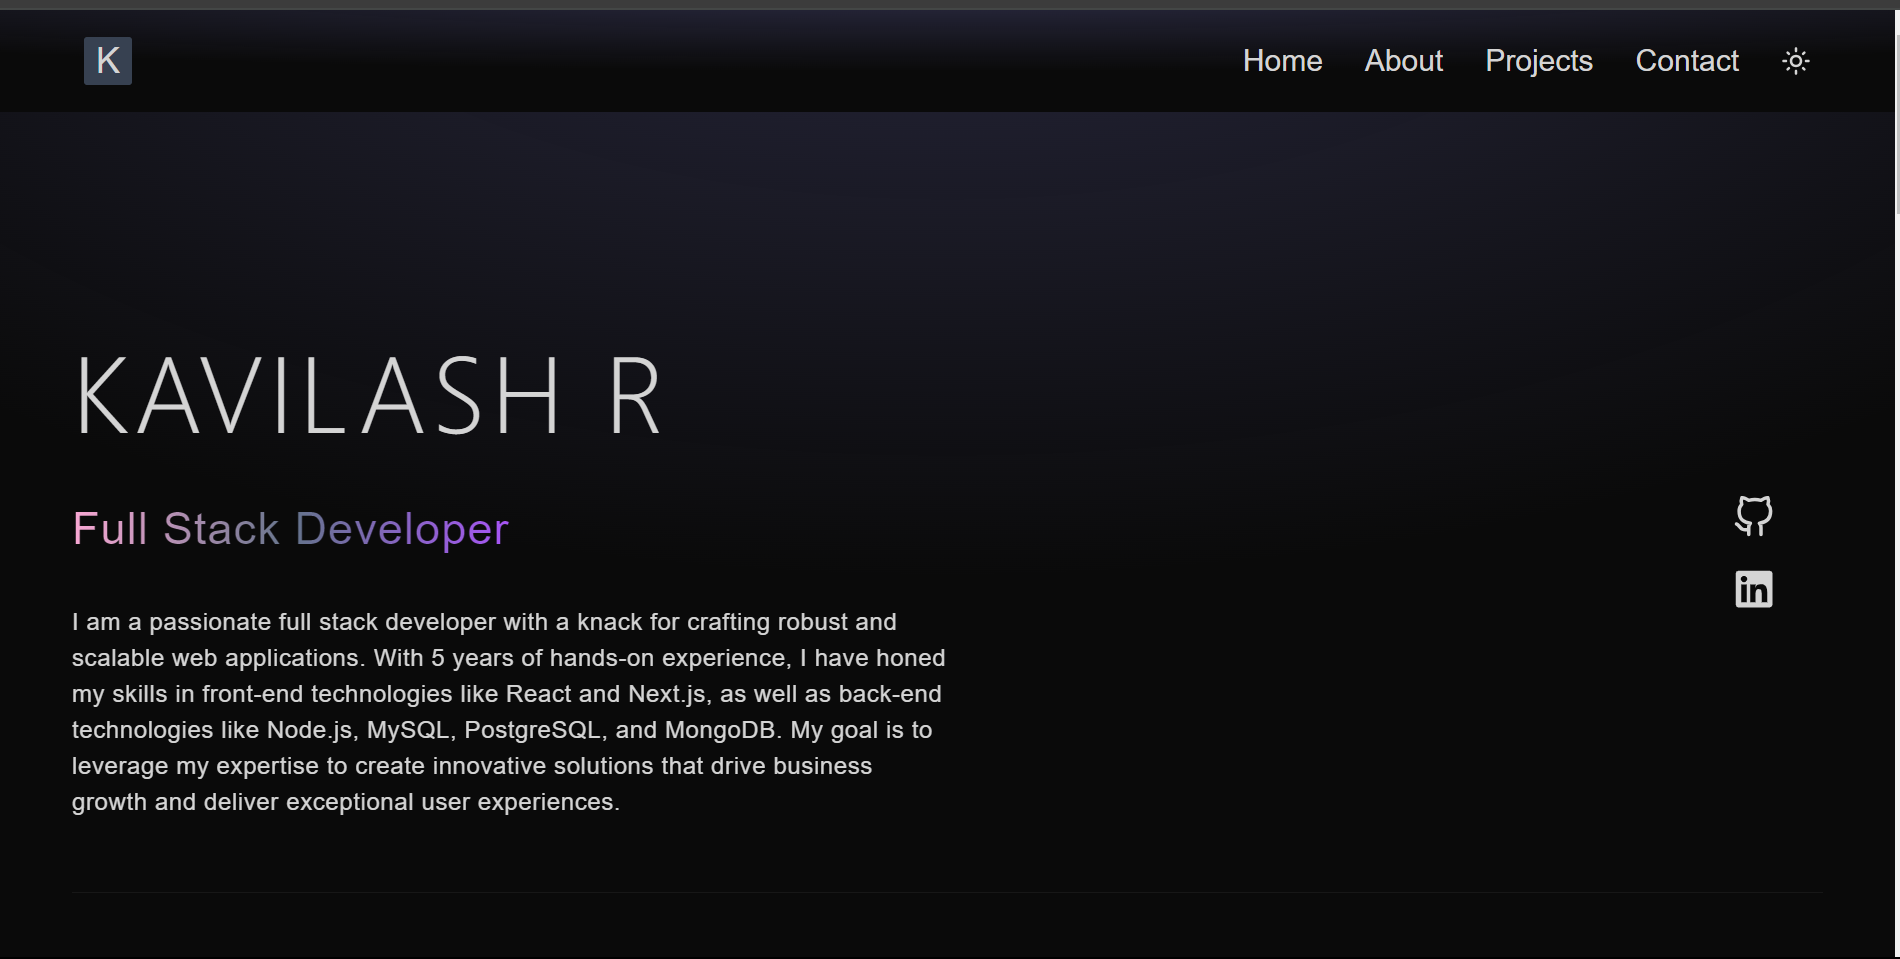 K
Home About Projects Contact
KAVILASH R
Full Stack Developer
I am a passionate full stack developer with a knack for crafting robust and
scalable web applications. With 5 years of hands-on experience, I have honed
my skills in front-end technologies like React and Next.js, as well as back-end
technologies like Node.js, MySQL, PostgreSQL, and MongoDB. My goal is to
leverage my expertise to create innovative solutions that drive business
growth and deliver exceptional user experiences.
in